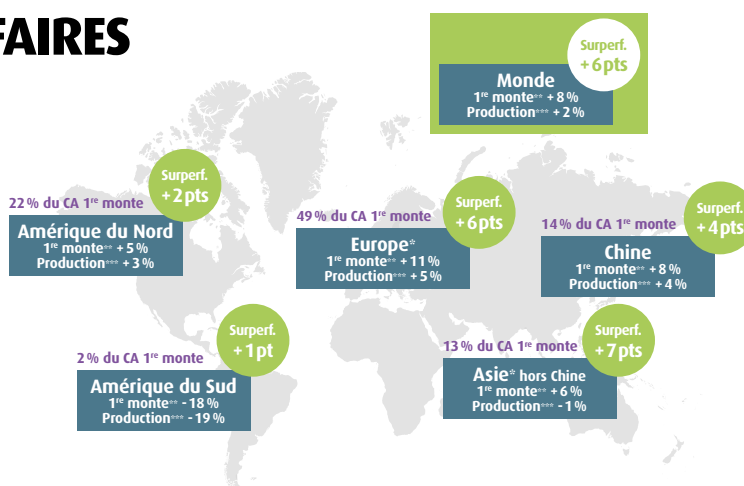 FAIRES
Surperf.
+ 6 pts
Monde
1re monte** + 8 %
Production*** + 2 %
Surperf.
+ 2 pts
22 % du CA 1re monte
Amérique du Nord
1re monte** + 5 %
Production*** + 3 %
Surperf.
+ 6 pts
49 % du CA 1re monte
Europe*
1re monte** + 11 %
Production*** + 5 %
Surperf.
+ 4 pts
14 % du CA 1re monte
Chine
1re monte** + 8 %
Production*** + 4 %
Surperf.
+ 1 pt
2 % du CA 1re monte
Amérique du Sud
1re monte** - 18 %
Production*** - 19 %
Surperf.
+ 7 pts
13 % du CA 1re monte
Asie* hors Chine
1re monte** + 6 %
Production*** - 1 %